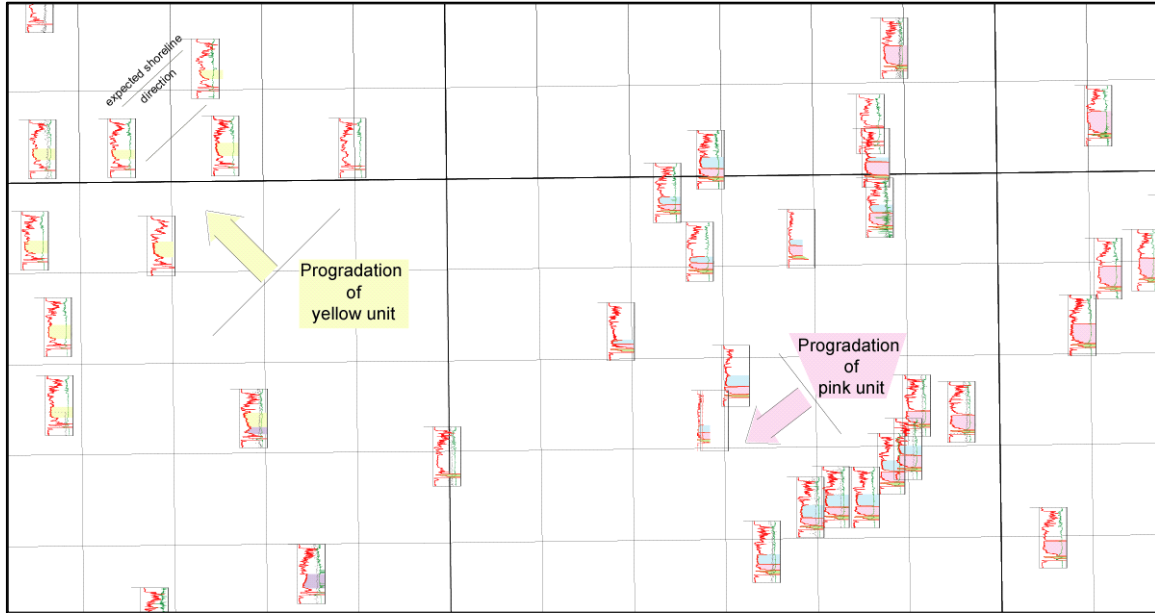 expected shoreline
direction
Progradation
of
yellow unit
Progradation
of
pink unit